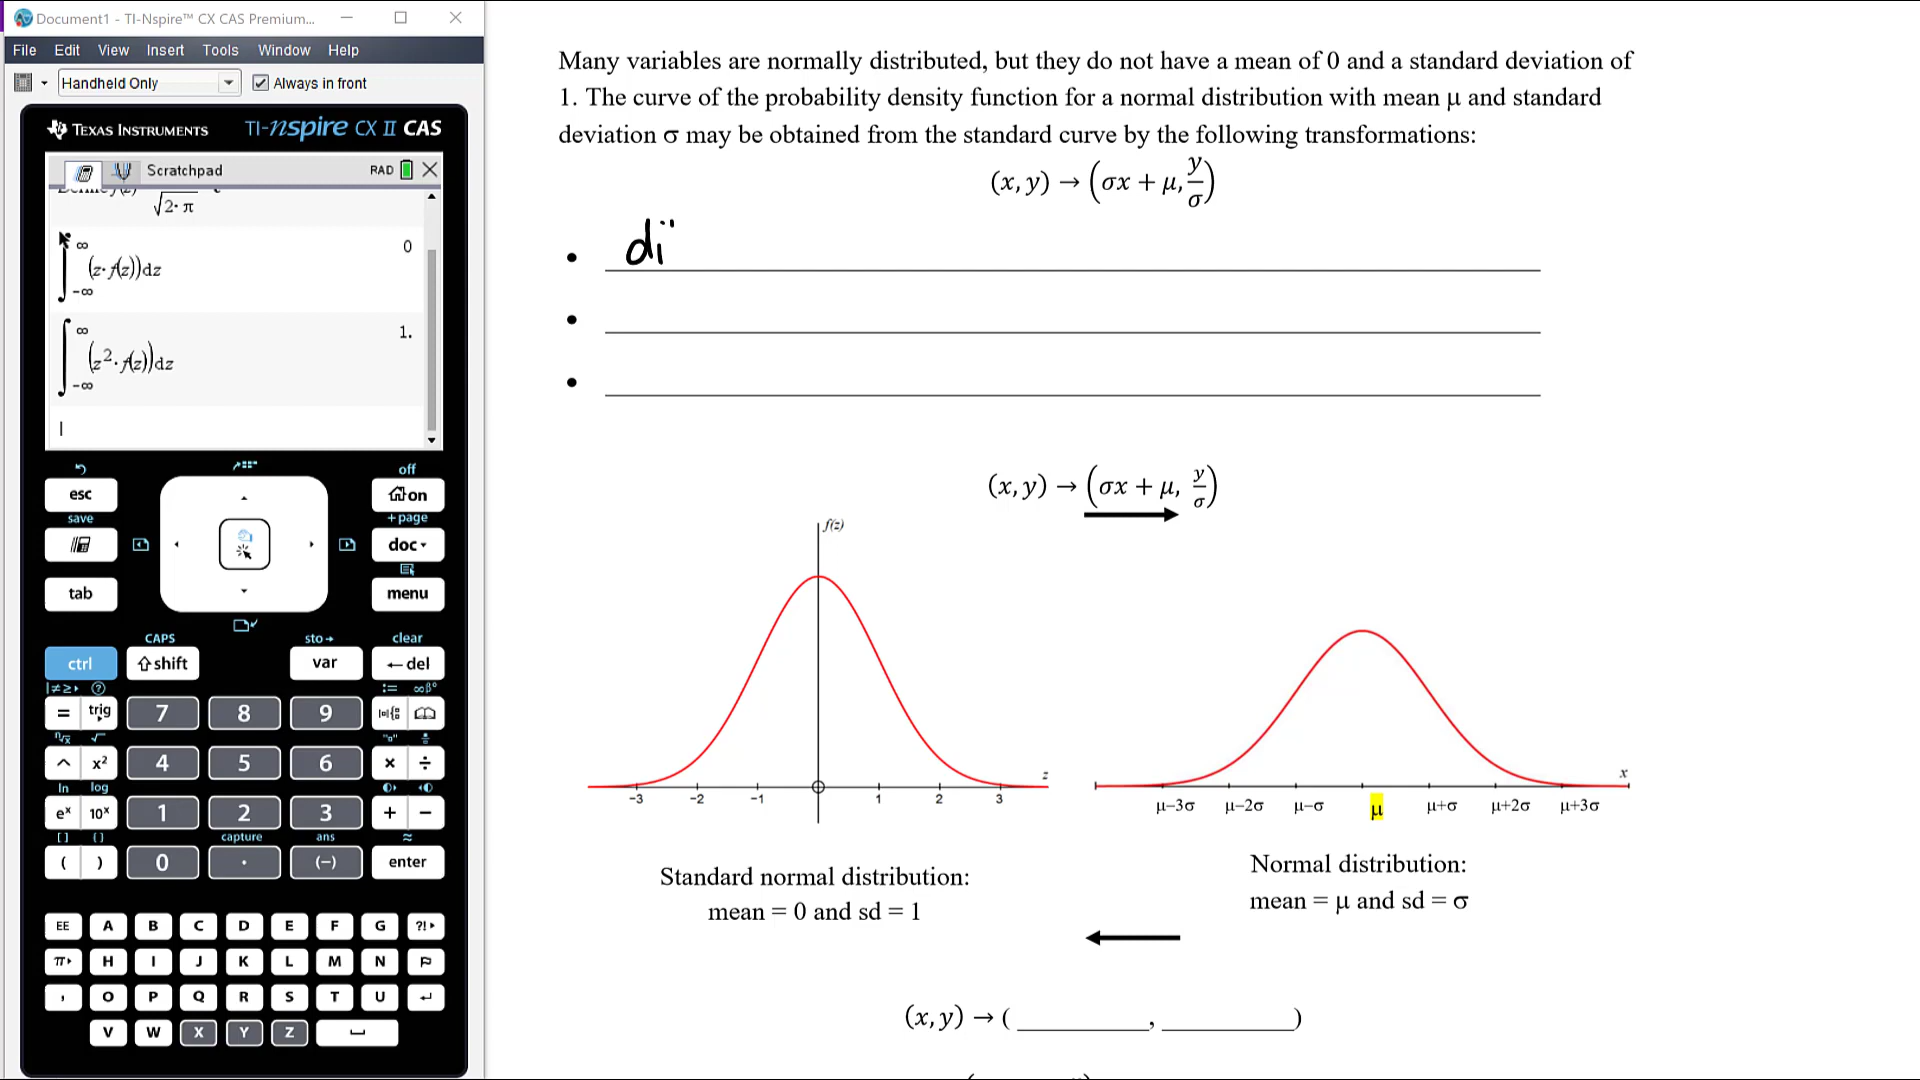 Document1 - TI-Nspire™ CX CAS Premium...
File Edit View Insert Tools Window Help
Handheld Only Always in front
TEXAS INSTRUMENTS TI-nspire CX II CAS
Scratchpad RAD
√2·π
∫ ∞ -∞ (z·f(z))dz 0
∫ ∞ -∞ (z²·f(z))dz 1.
off
esc on
save +page
doc
tab menu
CAPS sto→ clear
ctrl shift var ←del
|≠≥▸ ? := ∞β°
= trig 7 8 9
ⁿ√x √ "□"
^ x² 4 5 6 × ÷
ln log
eˣ 10ˣ 1 2 3 + −
[ ] { } capture ans ≈
( ) 0 . (−) enter
EE A B C D E F G ?!▸
π▸ H I J K L M N
, O P Q R S T U ↵
V W X Y Z
Many variables are normally distributed, but they do not have a mean of 0 and a standard deviation of
1. The curve of the probability density function for a normal distribution with mean μ and standard
deviation σ may be obtained from the standard curve by the following transformations:
(x, y) → (σx + μ, y/σ)
• di
•
•
(x, y) → (σx + μ, y/σ)
f(z)
z
−3 −2 −1 1 2 3
x
μ−3σ μ−2σ μ−σ μ μ+σ μ+2σ μ+3σ
Standard normal distribution:
mean = 0 and sd = 1
Normal distribution:
mean = μ and sd = σ
(x, y) → ( __________, __________)